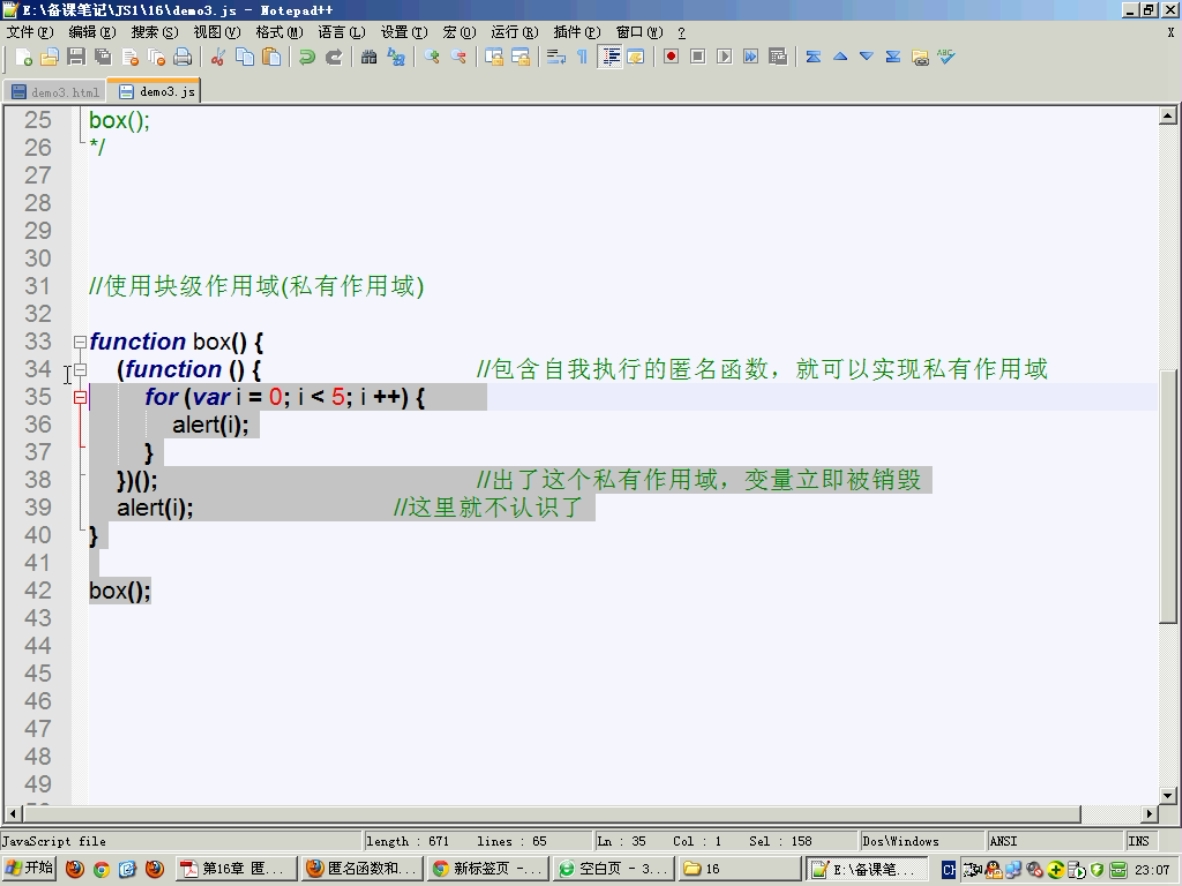 E:\备课笔记\JS1\16\demo3.js - Notepad++
文件(F) 编辑(E) 搜索(S) 视图(V) 格式(M) 语言(L) 设置(T) 宏(O) 运行(R) 插件(P) 窗口(W) ? X
demo3.html demo3.js
25 box();
26 */
27
28
29
30
31 //使用块级作用域(私有作用域)
32
33 function box() {
34 (function () { //包含自我执行的匿名函数，就可以实现私有作用域
35 for (var i = 0; i < 5; i ++) {
36 alert(i);
37 }
38 })(); //出了这个私有作用域，变量立即被销毁
39 alert(i); //这里就不认识了
40 }
41
42 box();
43
44
45
46
47
48
49
JavaScript file length : 671 lines : 65 Ln : 35 Col : 1 Sel : 158 Dos\Windows ANSI INS
开始 第16章 匿... 匿名函数和... 新标签页 -... 空白页 - 3... 16 E:\备课笔... CH 23:07